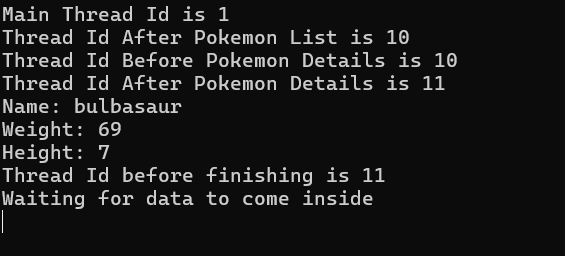 Main Thread Id is 1
Thread Id After Pokemon List is 10
Thread Id Before Pokemon Details is 10
Thread Id After Pokemon Details is 11
Name: bulbasaur
Weight: 69
Height: 7
Thread Id before finishing is 11
Waiting for data to come inside